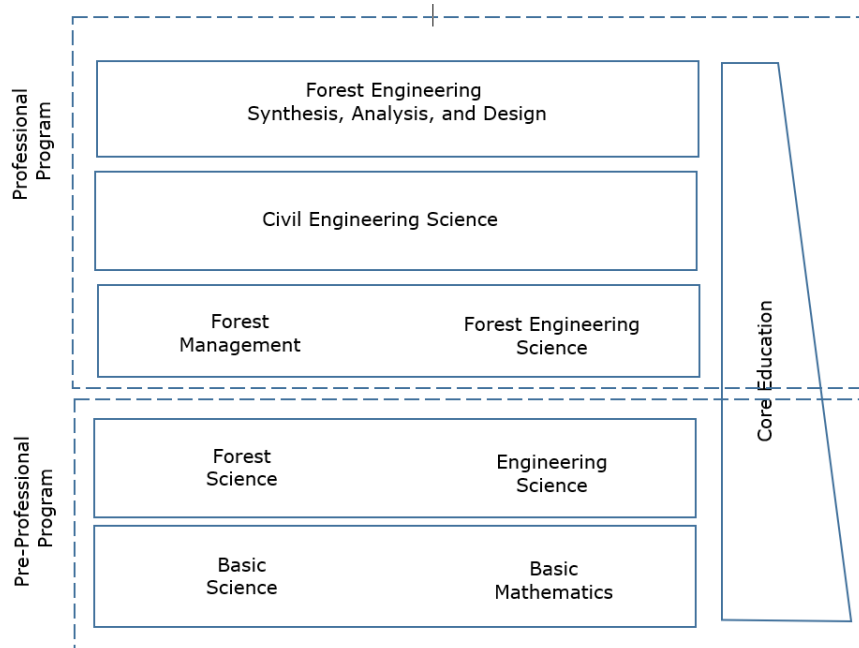 Professional
Program
Forest Engineering
Synthesis, Analysis, and Design
Civil Engineering Science
Forest
Management
Forest Engineering
Science
Core Education
Pre-Professional
Program
Forest
Science
Engineering
Science
Basic
Science
Basic
Mathematics